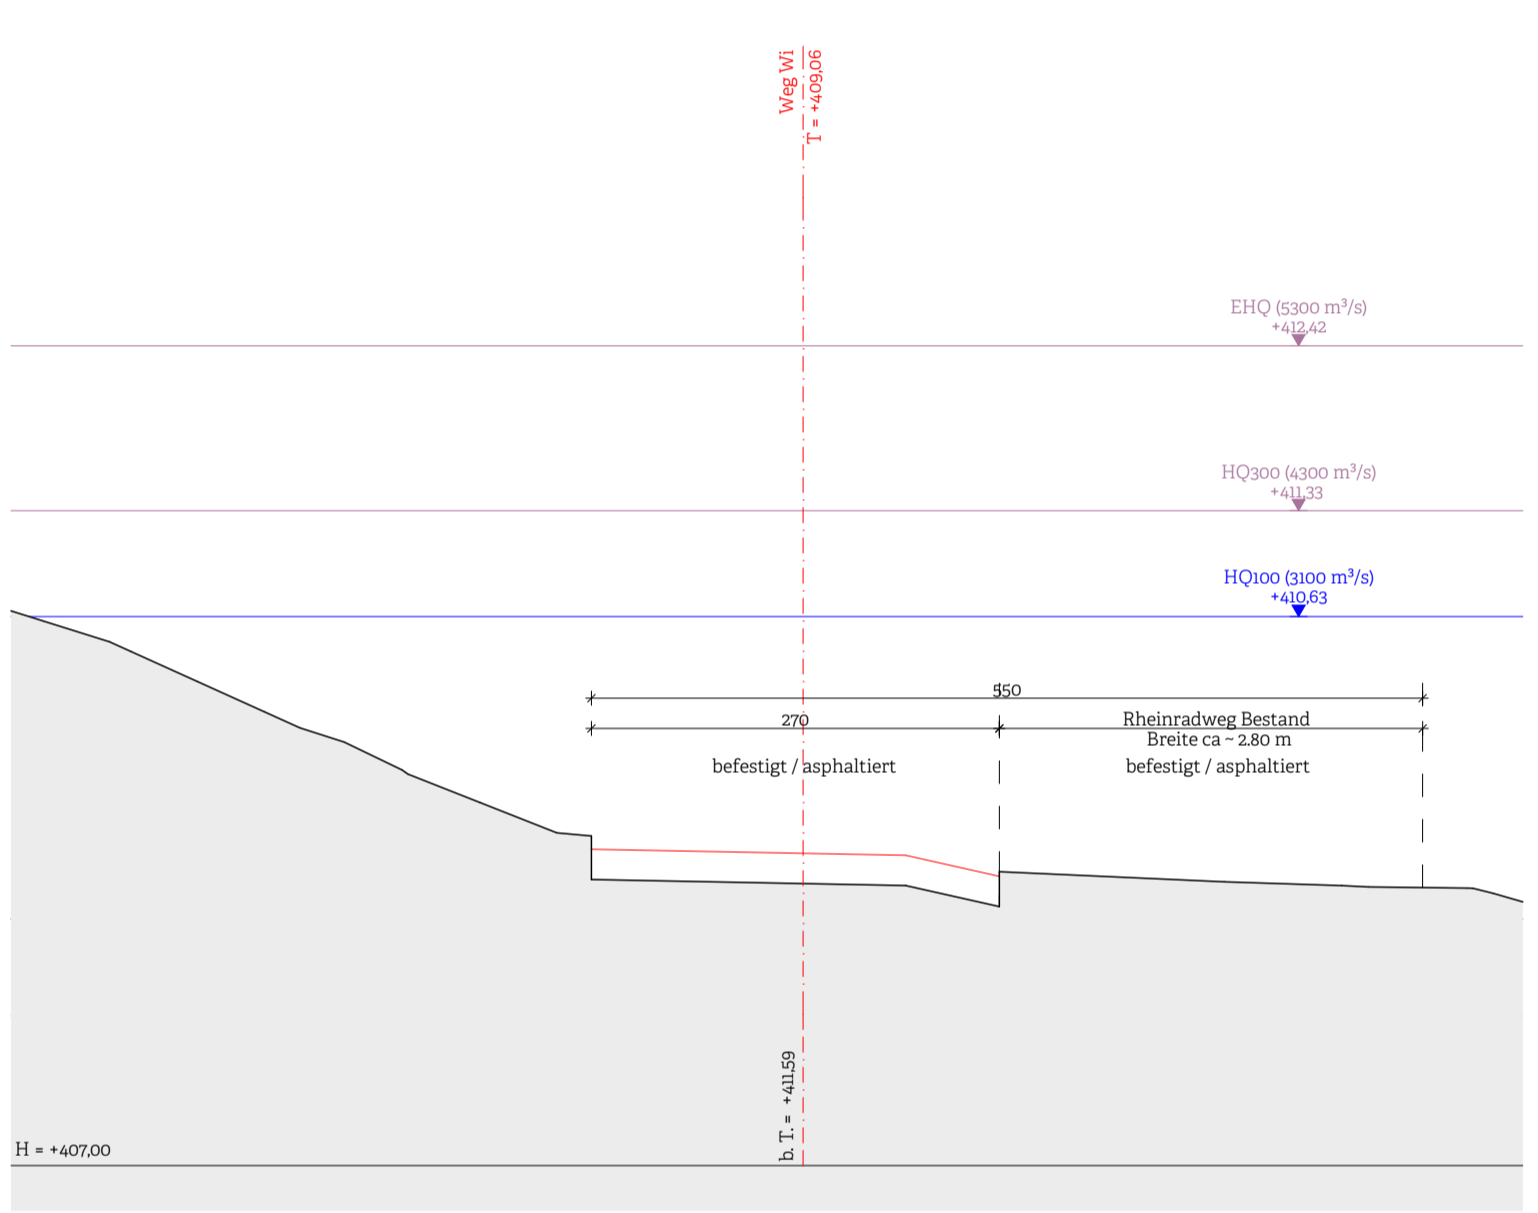 Weg W1
T = +409,06
EHQ (5300 m³/s)
+412,42
HQ300 (4300 m³/s)
+411,33
HQ100 (3100 m³/s)
+410,63
550
270
Rheinradweg Bestand
Breite ca ~ 2.80 m
befestigt / asphaltiert
befestigt / asphaltiert
b. T. = +411,59
H = +407,00